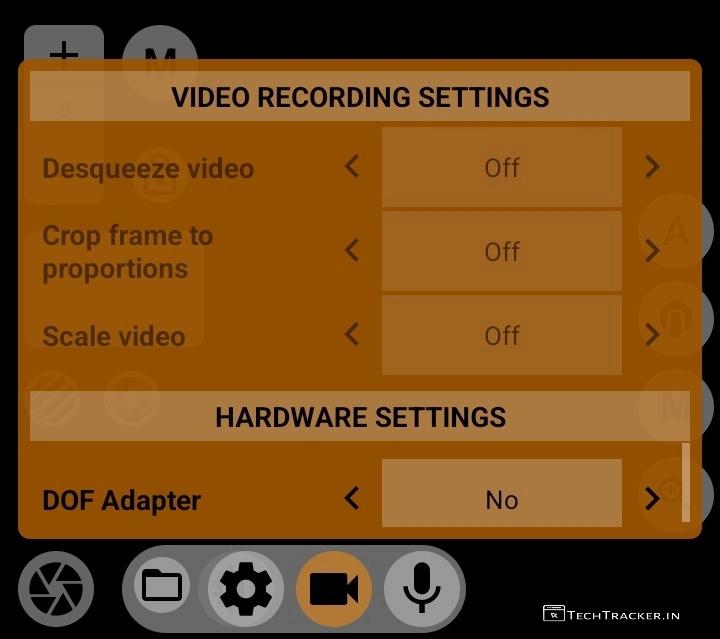 M
VIDEO RECORDING SETTINGS
Desqueeze video
Off
Crop frame to
proportions
Off
Scale video
Off
A
M
HARDWARE SETTINGS
DOF Adapter
No
TECHTRACKER.IN